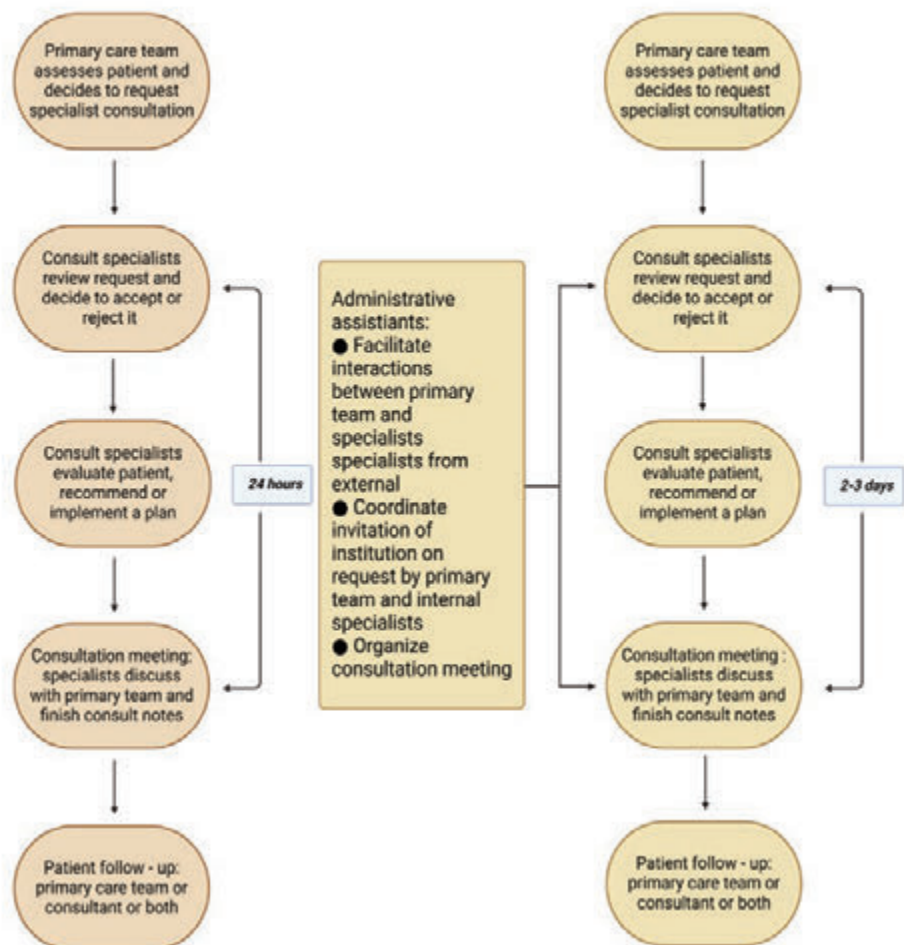 Primary care team
assesses patient and
decides to request
specialist consultation
Consult specialists
review request and
decide to accept or
reject it
Consult specialists
evaluate patient,
recommend or
implement a plan
Consultation meeting:
specialists discuss
with primary team and
finish consult notes
Patient follow - up:
primary care team or
consultant or both
24 hours
Administrative
assistiants:
● Facilitate
interactions
between primary
team and
specialists
specialists from
external
● Coordinate
invitation of
institution on
request by primary
team and internal
specialists
● Organize
consultation meeting
Primary care team
assesses patient and
decides to request
specialist consultation
Consult specialists
review request and
decide to accept or
reject it
Consult specialists
evaluate patient,
recommend or
implement a plan
Consultation meeting :
specialists discuss
with primary team and
finish consult notes
Patient follow - up:
primary care team or
consultant or both
2-3 days